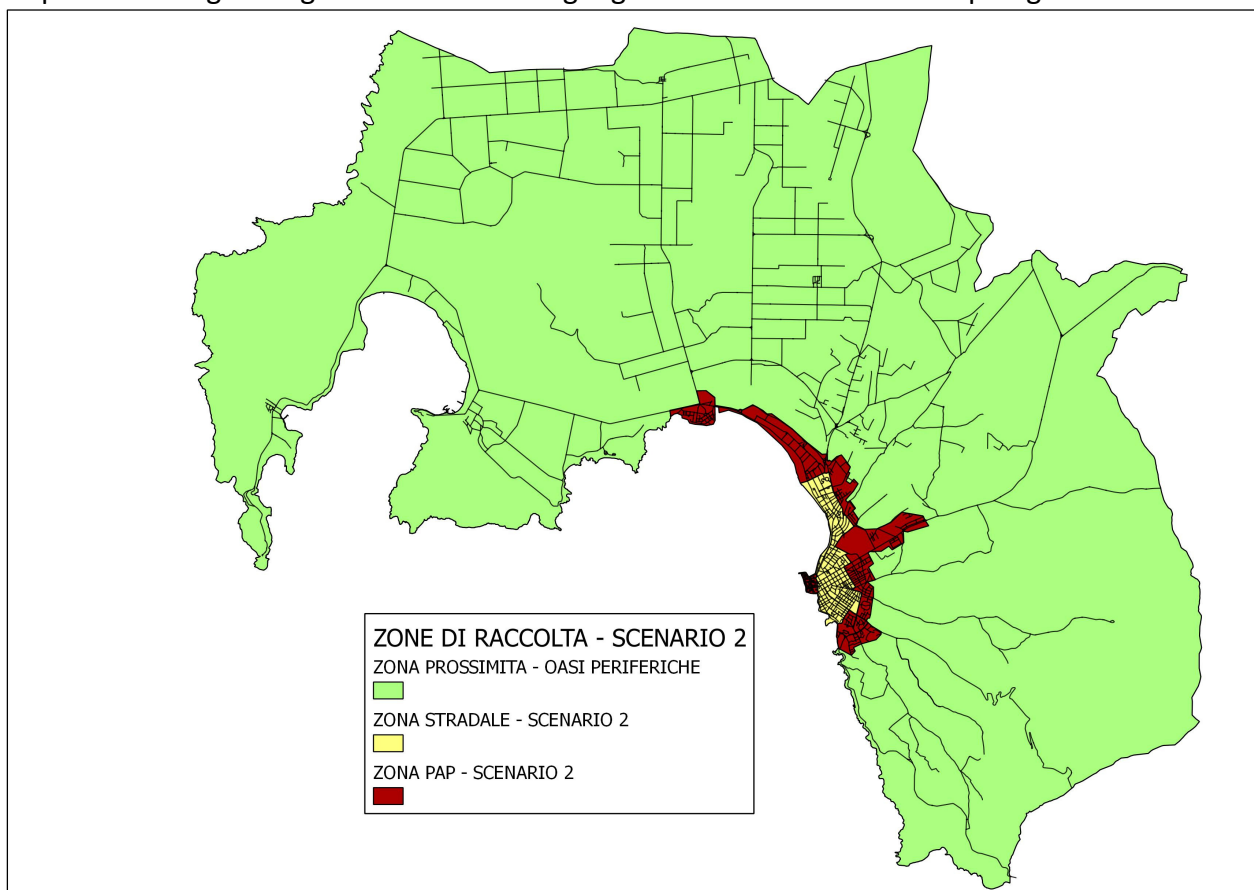 ZONE DI RACCOLTA - SCENARIO 2
ZONA PROSSIMITA - OASI PERIFERICHE
ZONA STRADALE - SCENARIO 2
ZONA PAP - SCENARIO 2